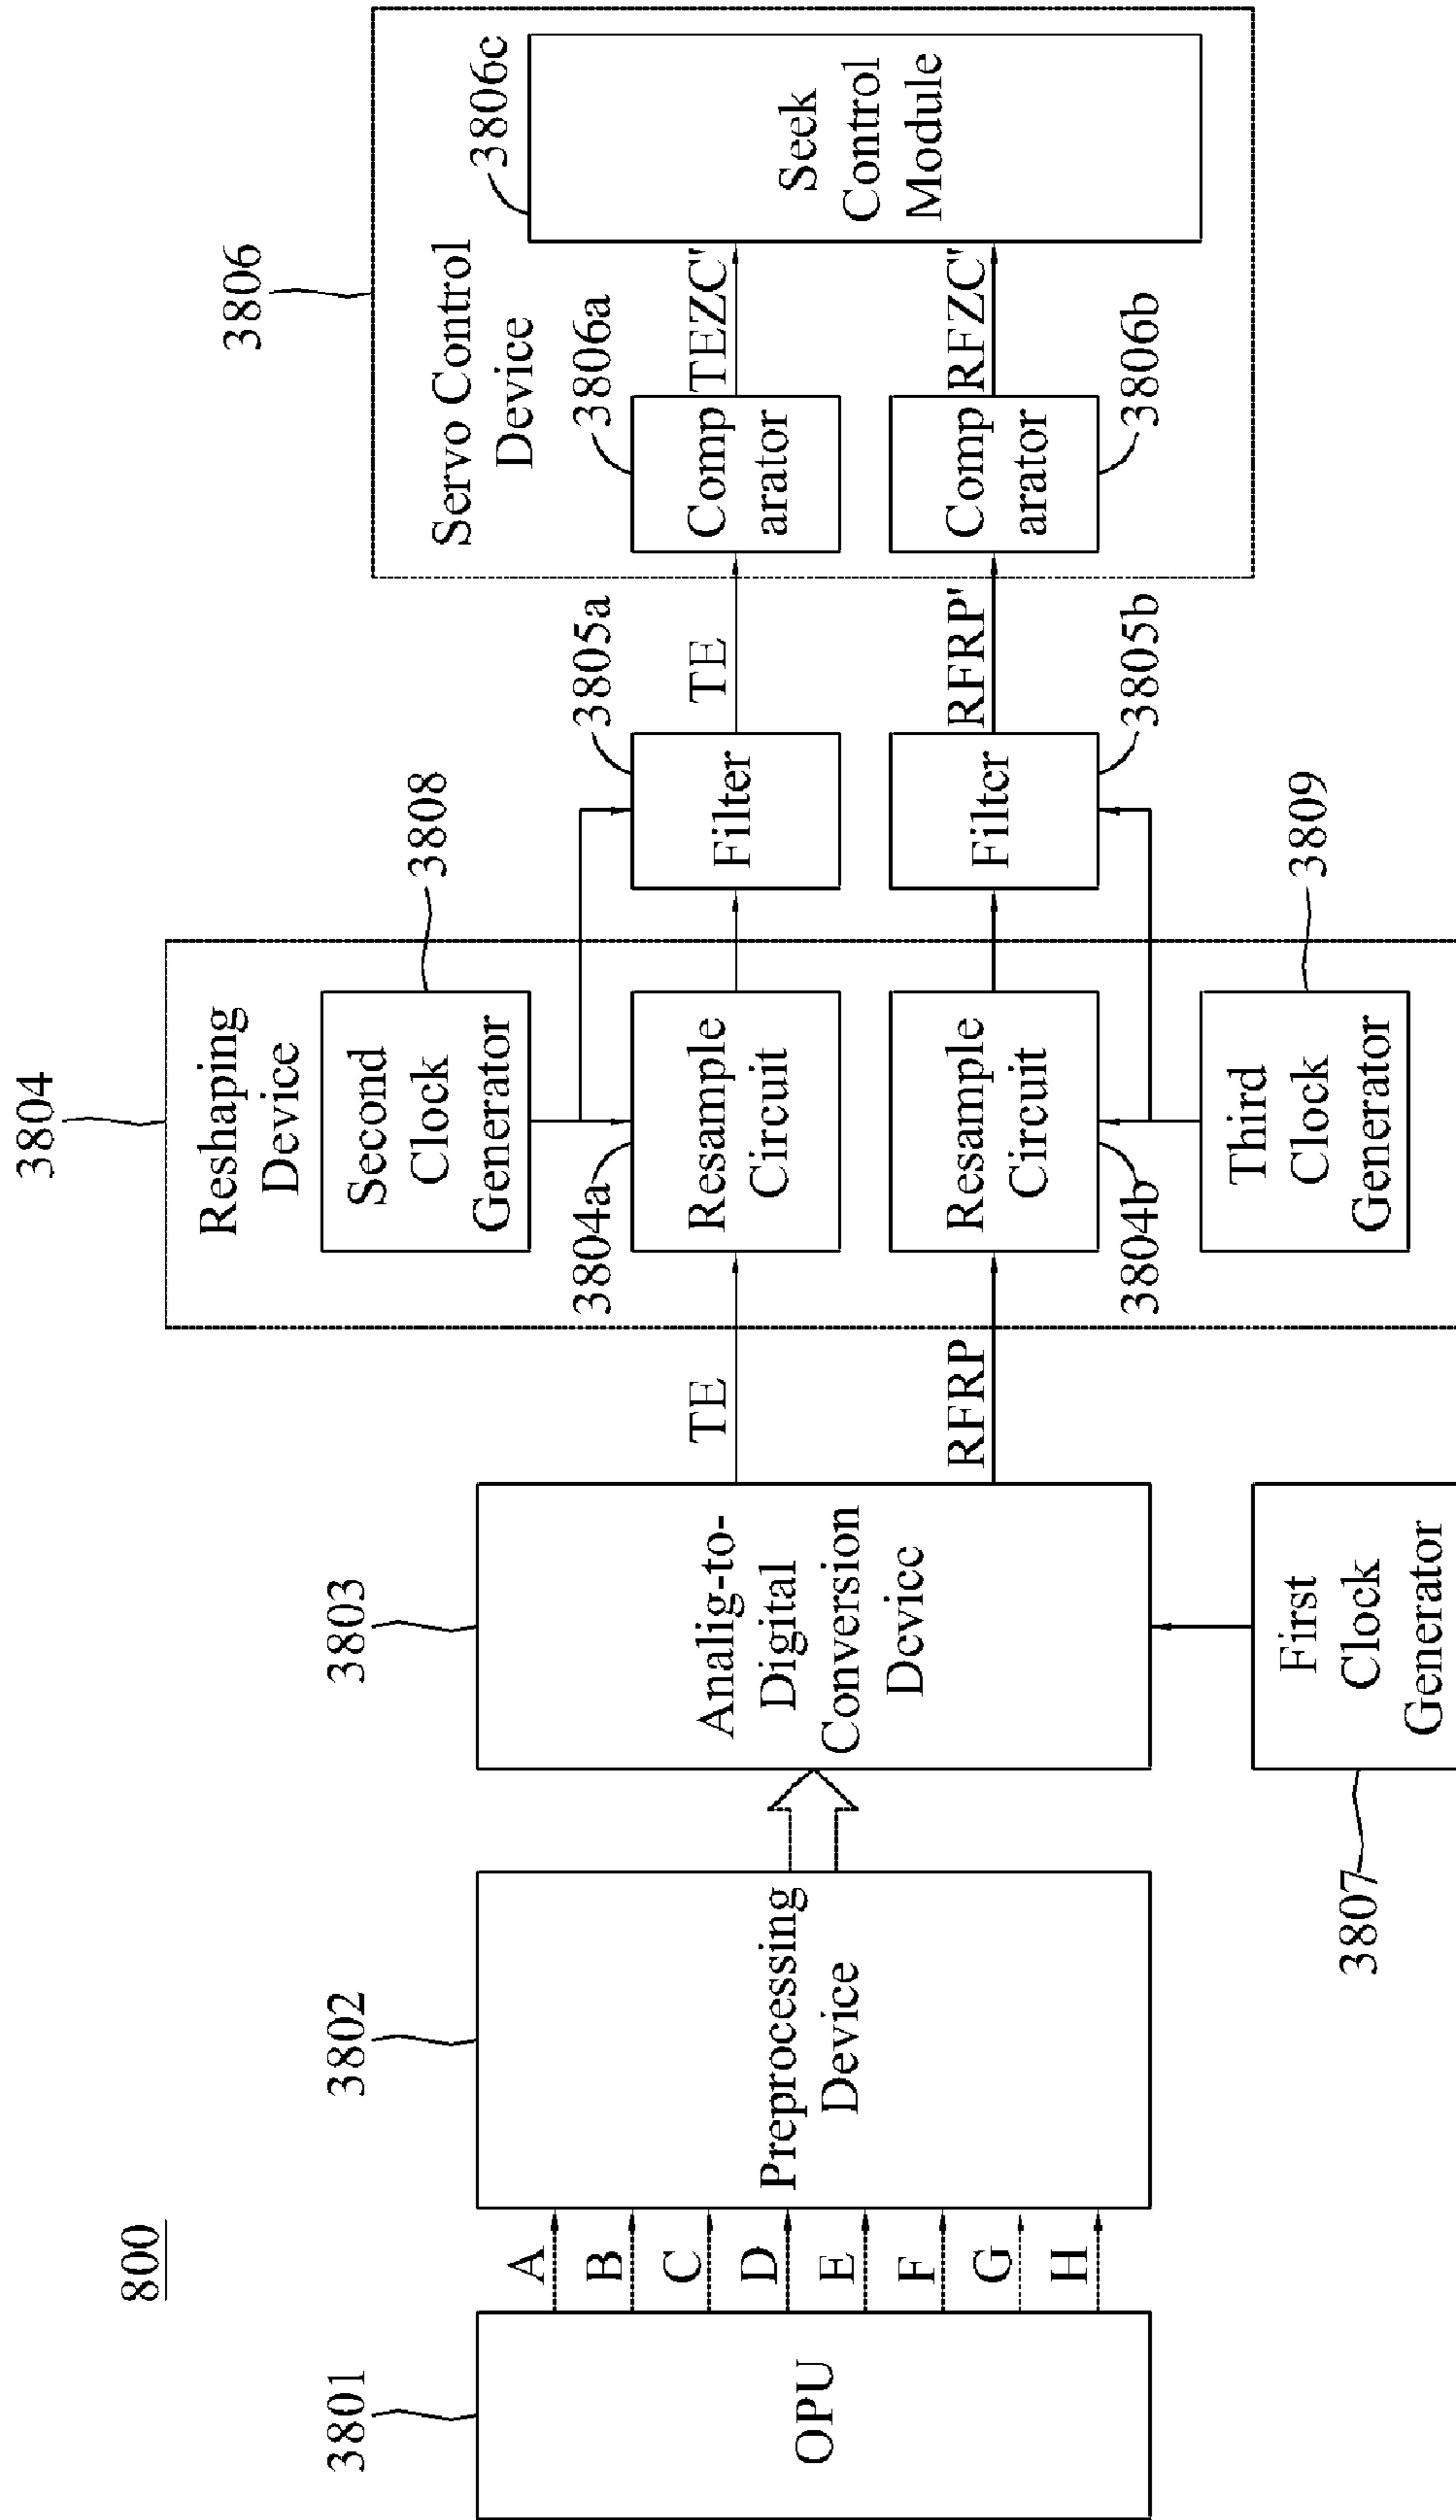 800
3801
OPU
A
B
C
D
E
F
G
H
3802
Preprocessing
Device
3803
Analig-to-
Digital
Conversion
Device
3807
First
Clock
Generator
TE
RFRP
3804
Reshaping
Device
Second
Clock
Generator
3808
3804a
Resample
Circuit
Resample
Circuit
3804b
Third
Clock
Generator
3809
3805a
Filter
Filter
3805b
TE
RFRP'
3806
Servo Control
Device
3806a
Comp
arator
Comp
arator
3806b
TEZC'
RFZC'
3806c
Seek
Control
Module